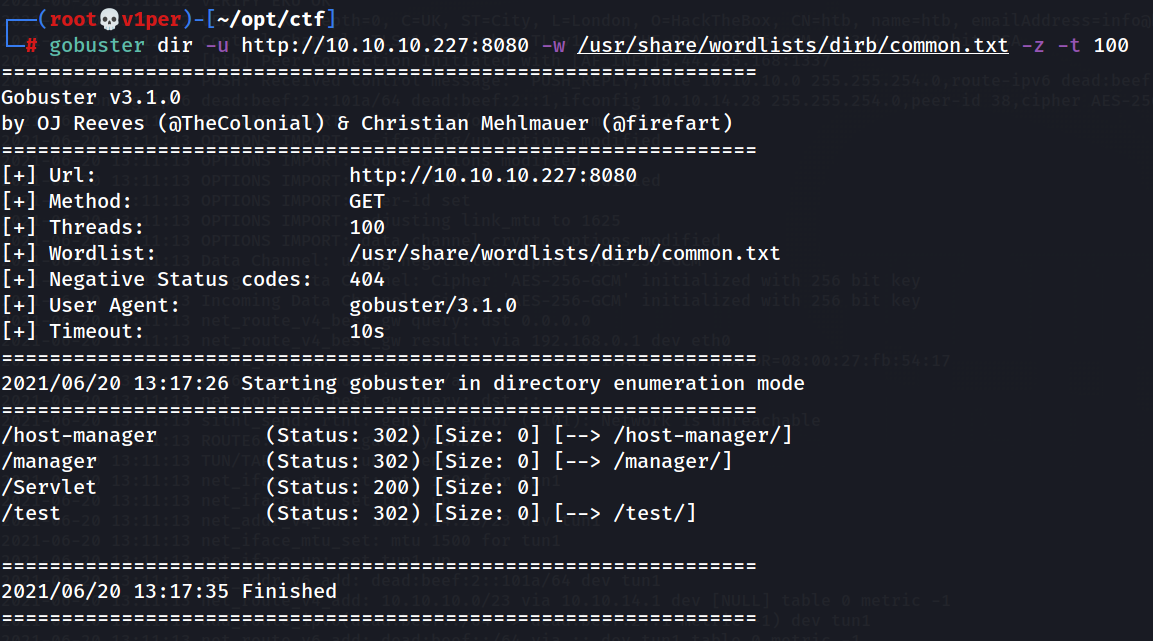 ┌──(root💀v1per)-[~/opt/ctf]
└─# gobuster dir -u http://10.10.10.227:8080 -w /usr/share/wordlists/dirb/common.txt -z -t 100
===============================================================
Gobuster v3.1.0
by OJ Reeves (@TheColonial) & Christian Mehlmauer (@firefart)
===============================================================
[+] Url:                     http://10.10.10.227:8080
[+] Method:                  GET
[+] Threads:                 100
[+] Wordlist:                /usr/share/wordlists/dirb/common.txt
[+] Negative Status codes:   404
[+] User Agent:              gobuster/3.1.0
[+] Timeout:                 10s
===============================================================
2021/06/20 13:17:26 Starting gobuster in directory enumeration mode
===============================================================
/host-manager         (Status: 302) [Size: 0] [--> /host-manager/]
/manager              (Status: 302) [Size: 0] [--> /manager/]
/Servlet              (Status: 200) [Size: 0]
/test                 (Status: 302) [Size: 0] [--> /test/]
===============================================================
2021/06/20 13:17:35 Finished
===============================================================